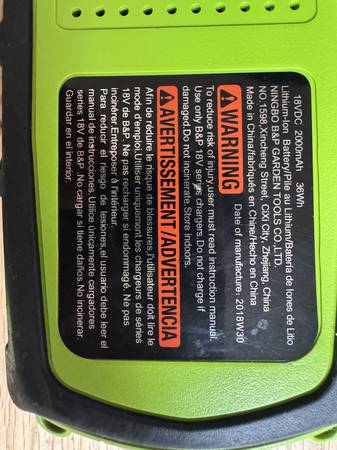 18VDC 2000mAh 36Wh
Lithium-Ion Battery/Pile au Lithium/Batería de Iones de Litio
NINGBO B&P GARDEN TOOLS CO.,LTD
NO.1598,Xincheng Street, CiXi City, Zhejiang, China
Made in China/Fabriqué en Chine/Hecho en China
Date of manufacture: 2018W30
WARNING
To reduce risk of injury,user must read instruction manual.
Use only B&P 18V series chargers.Do not charge if
damaged.Do not incinerate.Store indoors.
AVERTISSEMENT/ADVERTENCIA
Afin de réduire le risque de blessures,l'utilisateur doit lire le
mode d'emploi.Utiliser uniquement les chargeurs de séries
18V de B&P .Ne pas recharger si endommagé. Ne pas
incinérer.Entreposer à l'intérieur.
Para reducir el riesgo de lesiones,el usuario debe leer el
manual de instrucciones.Utilice únicamente cargadores
series 18V de B&P .No cargar si tiene daños.No incinerar.
Guardar en el interior.